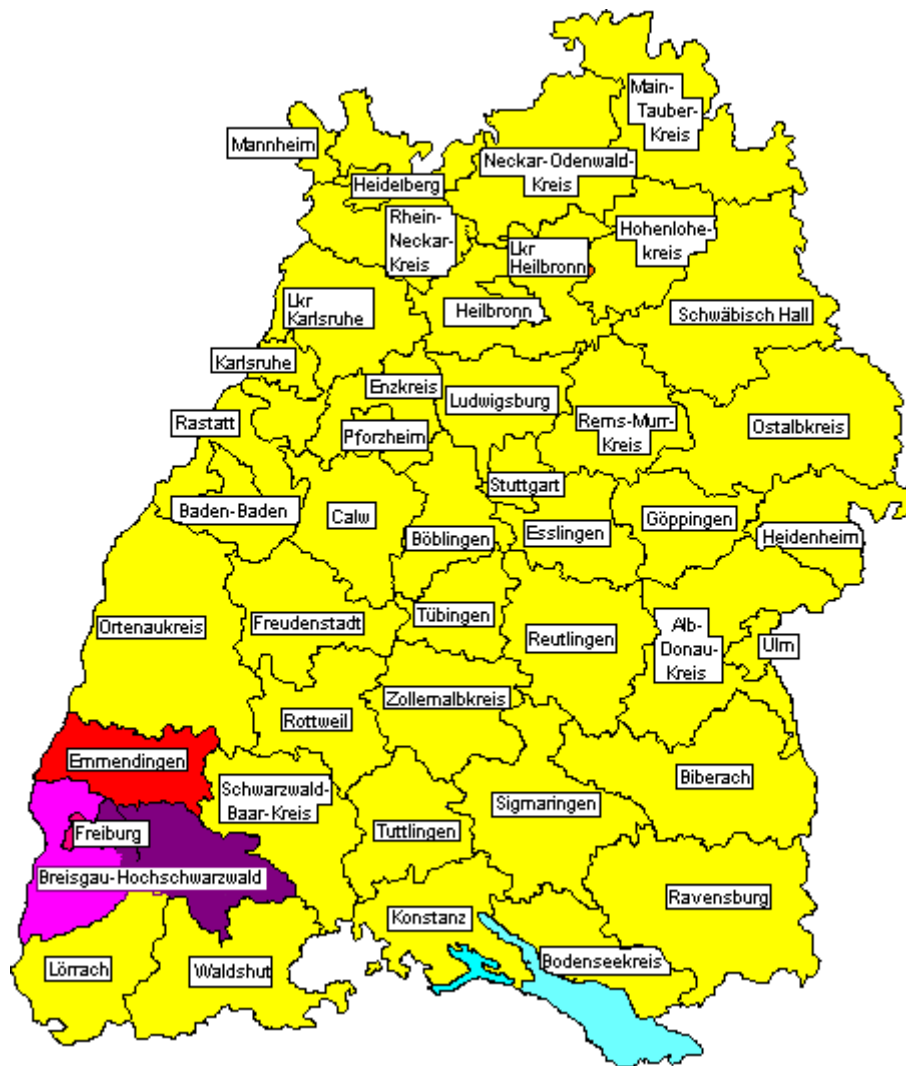 Main-
Tauber-
Kreis
Mannheim
Neckar-Odenwald-
Kreis
Heidelberg
Rhein-
Neckar-
Kreis
Hohenlohe-
kreis
Lkr
Heilbronn
Lkr
Karlsruhe
Heilbronn
Schwäbisch Hall
Karlsruhe
Enzkreis
Ludwigsburg
Rastatt
Pforzheim
Rems-Murr-
Kreis
Ostalbkreis
Stuttgart
Baden-Baden
Calw
Böblingen
Esslingen
Göppingen
Heidenheim
Ortenaukreis
Freudenstadt
Tübingen
Reutlingen
Alb-
Donau-
Kreis
Ulm
Rottweil
Zollernalbkreis
Emmendingen
Schwarzwald-
Baar-Kreis
Sigmaringen
Biberach
Freiburg
Tuttlingen
Breisgau-Hochschwarzwald
Ravensburg
Konstanz
Lörrach
Waldshut
Bodenseekreis